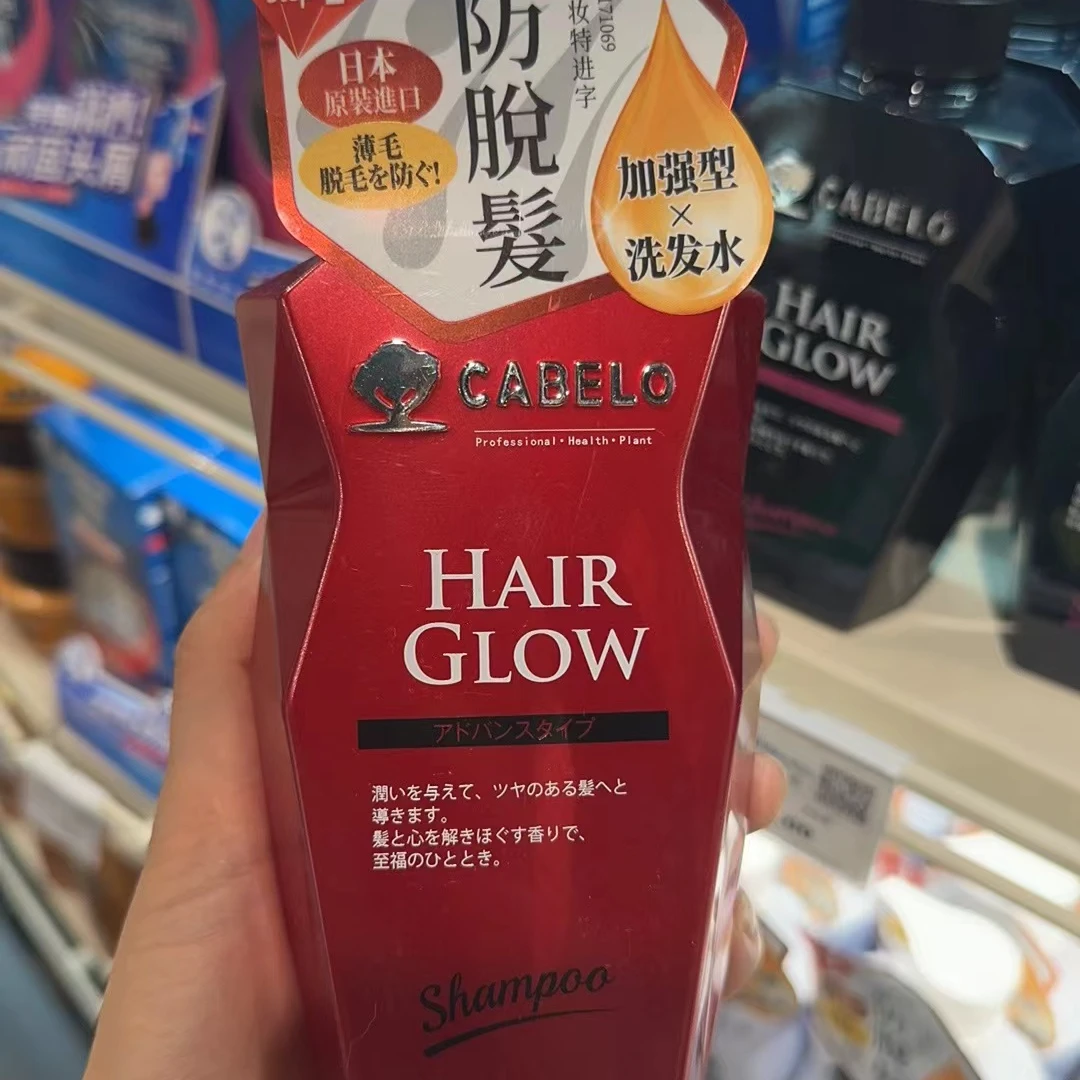 防脱髮
妆特进字
71069
日本
原裝進口
薄毛
脱毛を防ぐ!
加强型
×
洗发水
CABELO
Professional・Health・Plant
HAIR
GLOW
アドバンスタイプ
潤いを与えて、ツヤのある髪へと
導きます。
髪と心を解きほぐす香りで、
至福のひととき。
Shampoo
CABELO
HAIR
GLOW